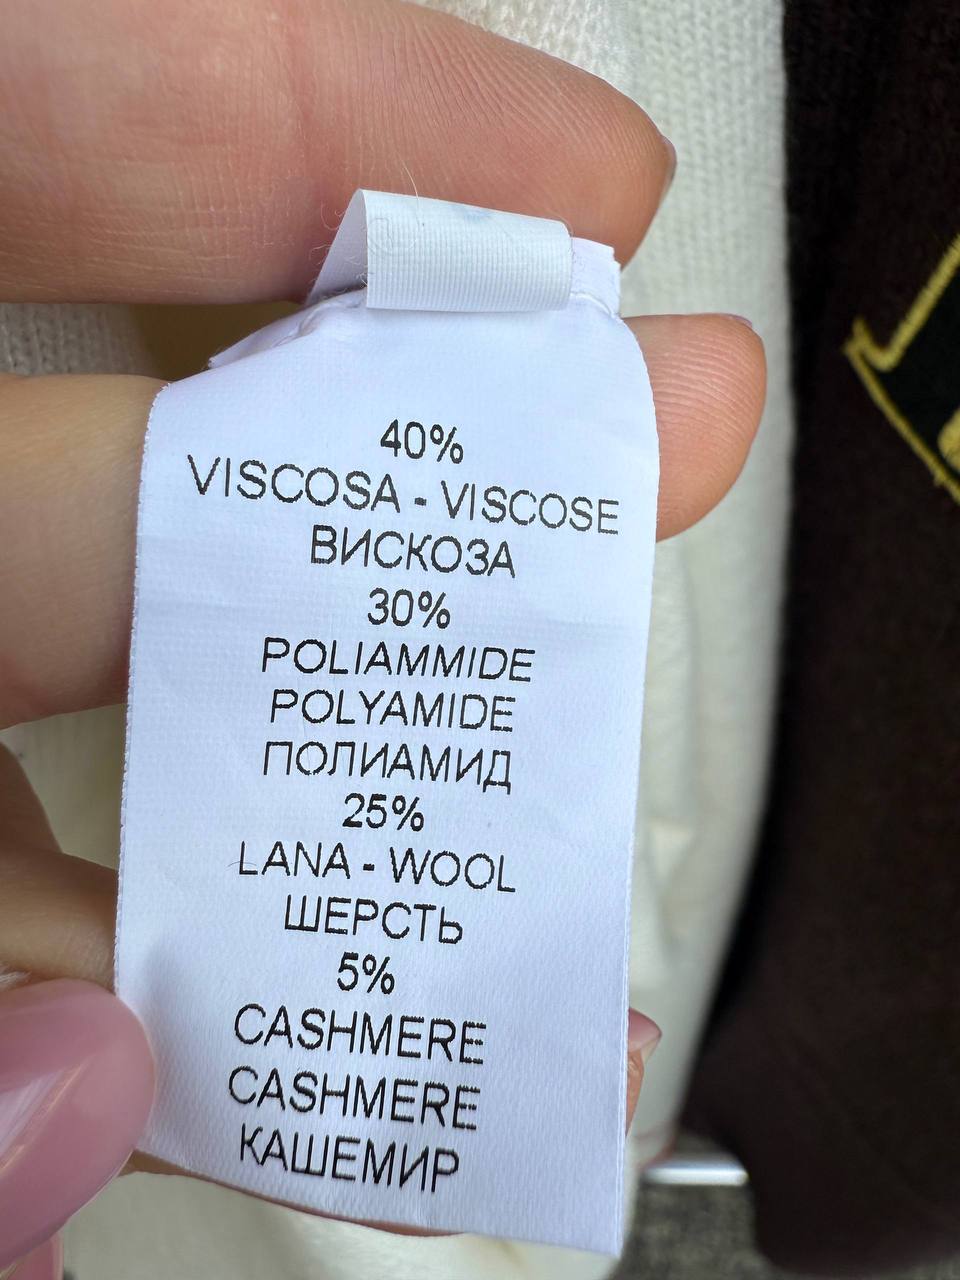 40%
VISCOSA - VISCOSE
ВИСКОЗА
30%
POLIAMMIDE
POLYAMIDE
ПОЛИАМИД
25%
LANA - WOOL
ШЕРСТЬ
5%
CASHMERE
CASHMERE
КАШЕМИР